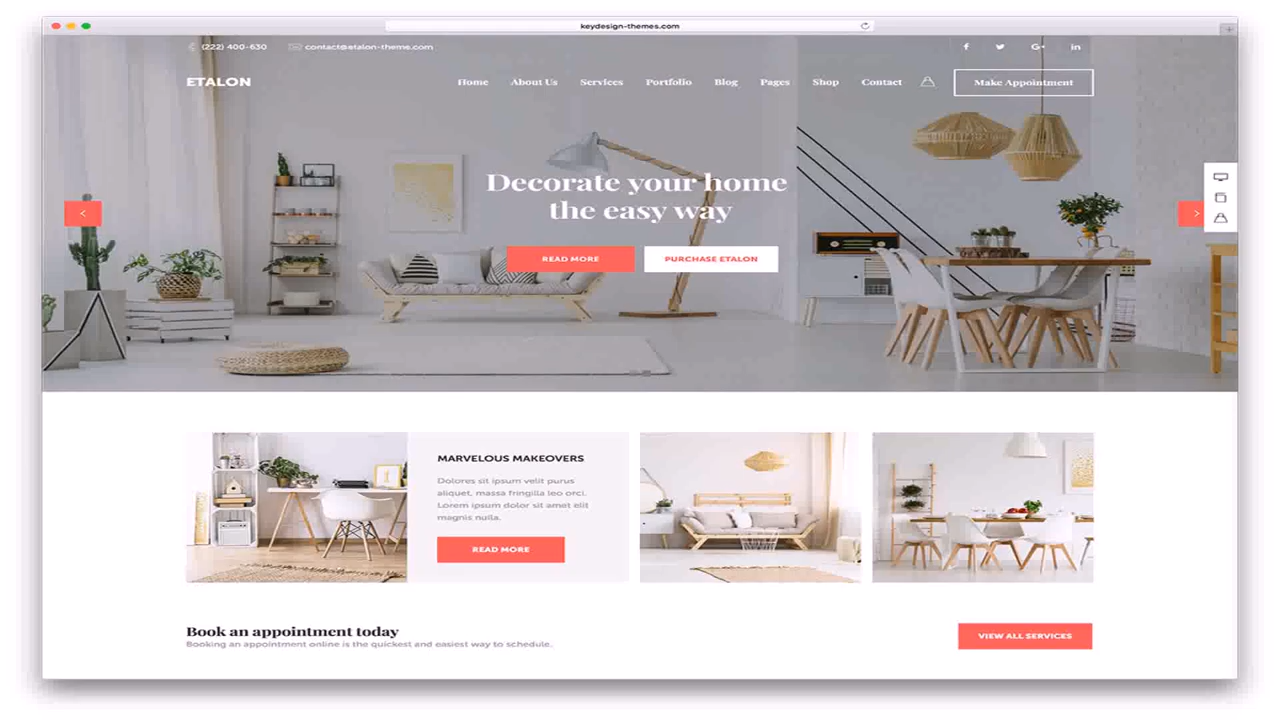 keydesign-themes.com
(222) 400-630 contact@etalon-theme.com
ETALON Home About Us Services Portfolio Blog Pages Shop Contact Make Appointment
Decorate your home
the easy way
READ MORE PURCHASE ETALON
MARVELOUS MAKEOVERS
Dolores sit ipsum velit purus
aliquet, massa fringilla leo orci.
Lorem ipsum dolor sit amet elit
magnis nulla.
READ MORE
Book an appointment today
Booking an appointment online is the quickest and easiest way to schedule.
VIEW ALL SERVICES